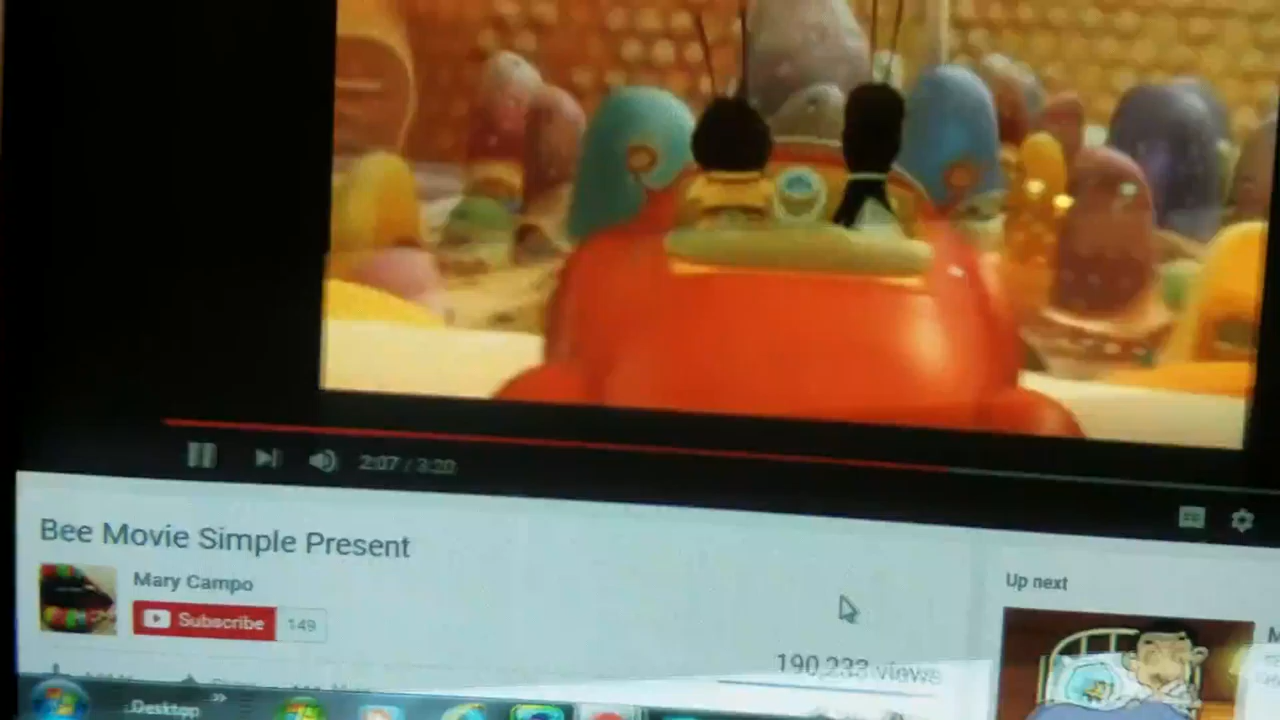 2:07 / 3:20
Bee Movie Simple Present
Mary Campo
Subscribe 149
190,233 views
Up next
Desktop »